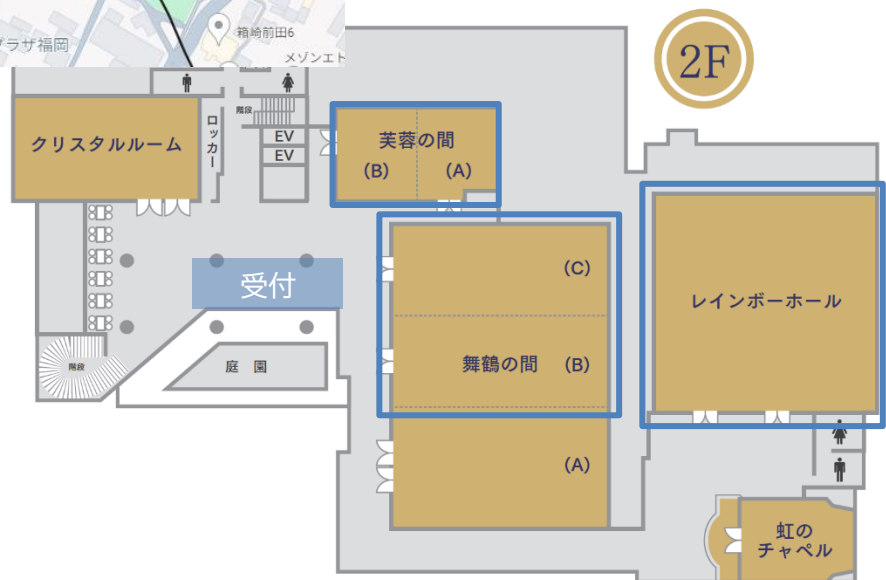 箱崎前田6
プラザ福岡
メゾンエト
2F
クリスタルルーム
ロッカー
階段
EV
EV
芙蓉の間
(B)
(A)
受付
庭 園
階段
(C)
舞鶴の間 (B)
(A)
レインボーホール
虹の
チャペル